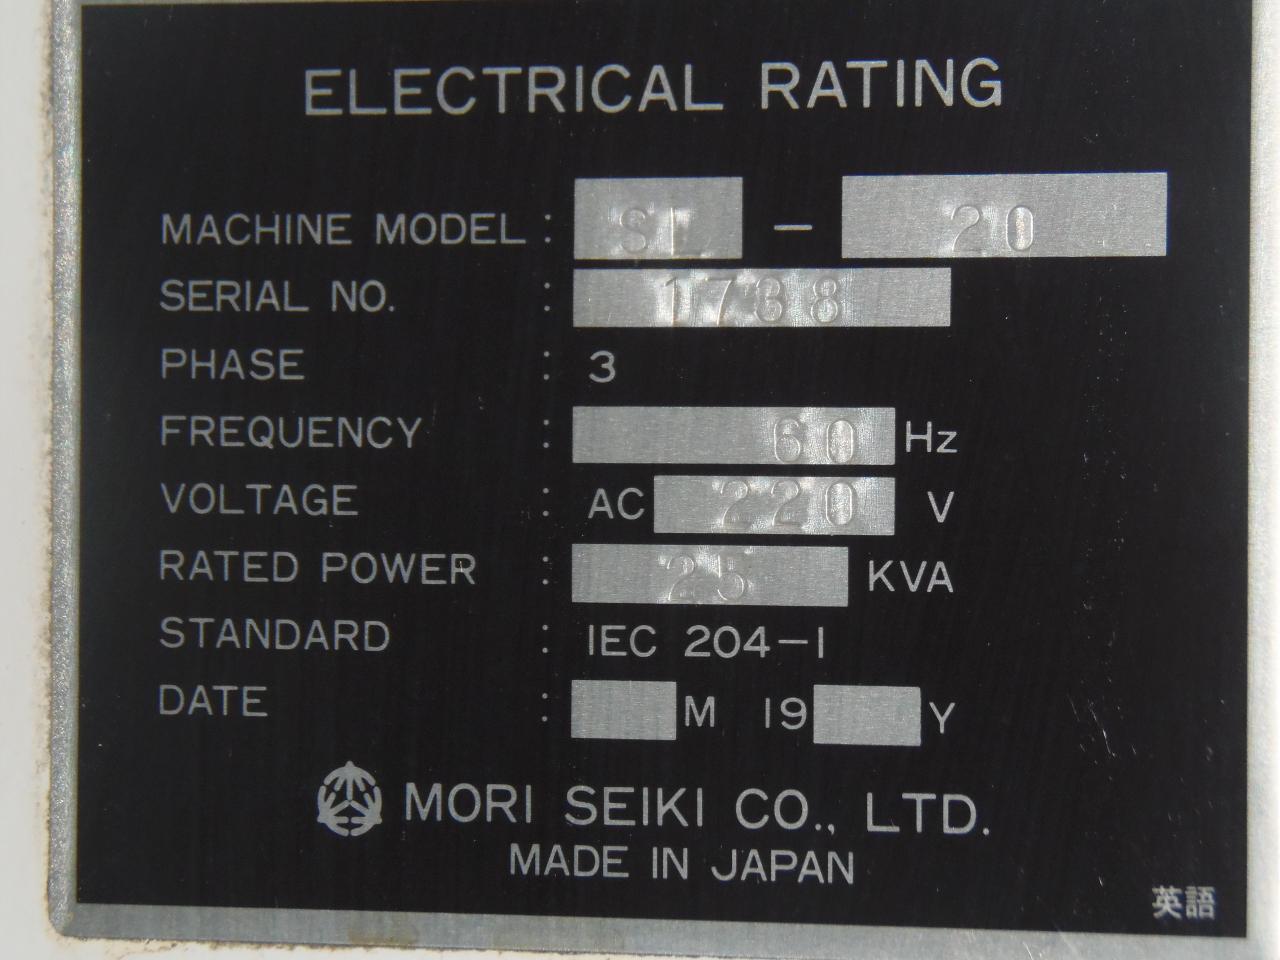 ELECTRICAL RATING
MACHINE MODEL : SL - 20
SERIAL NO. : 1738
PHASE : 3
FREQUENCY : 60 Hz
VOLTAGE : AC 220 V
RATED POWER : 25 KVA
STANDARD : IEC 204-1
DATE : M 19 Y
MORI SEIKI CO., LTD.
MADE IN JAPAN
英語